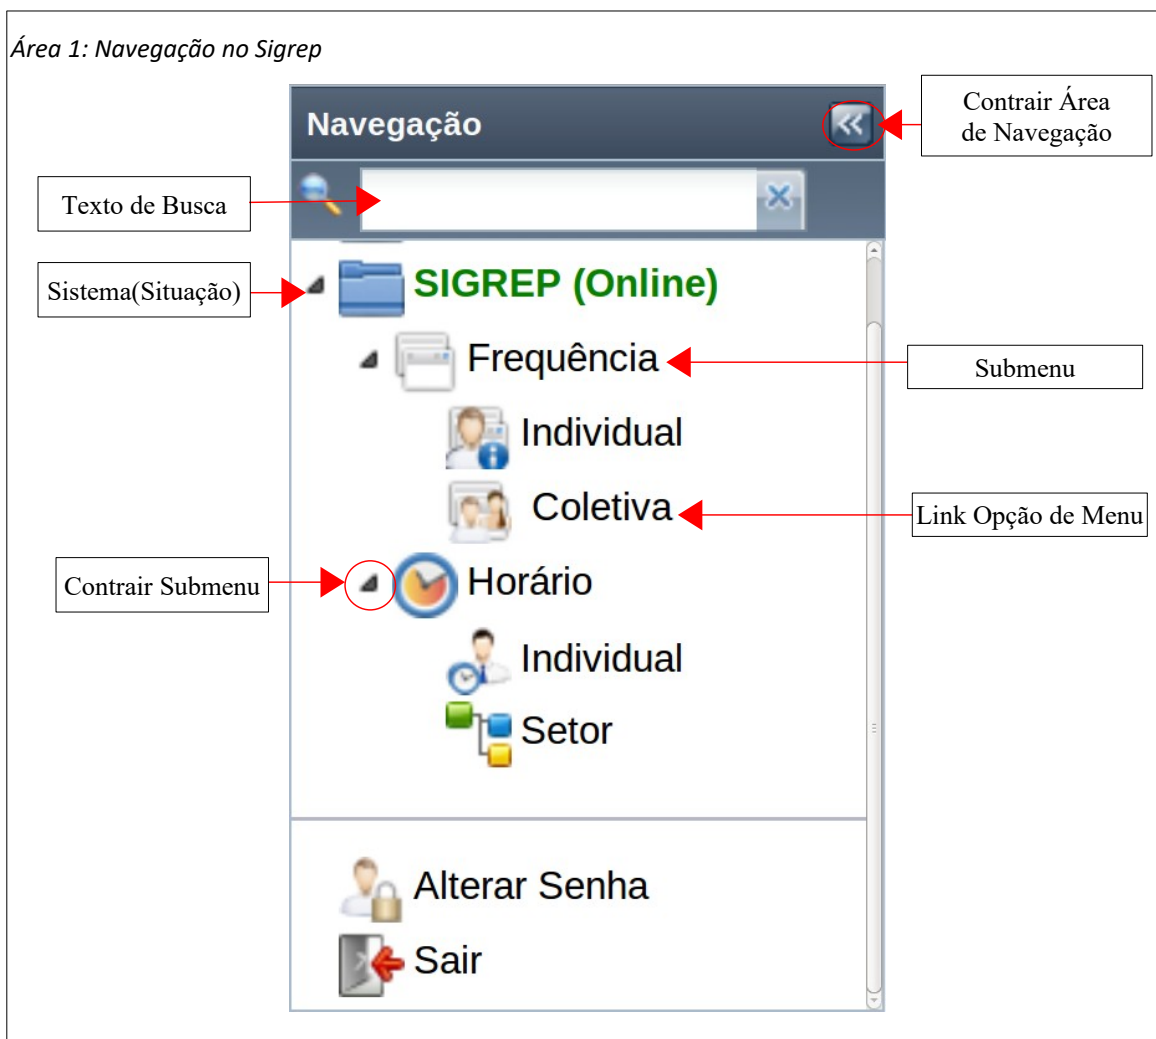 Área 1: Navegação no Sigrep
Navegação
Contrair Área
de Navegação
Texto de Busca
Sistema(Situação)
SIGREP (Online)
Frequência
Submenu
Individual
Coletiva
Link Opção de Menu
Contrair Submenu
Horário
Individual
Setor
Alterar Senha
Sair